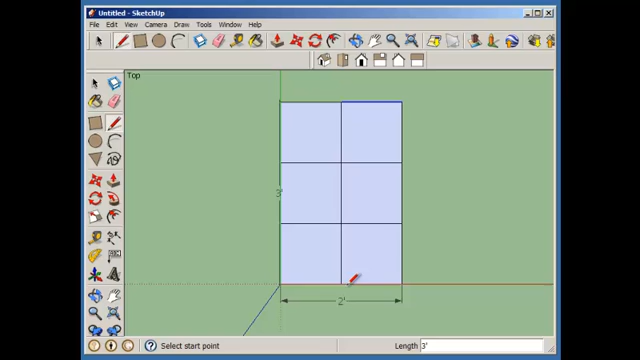 Untitled - SketchUp
File Edit View Camera Draw Tools Window Help
Top
3'
2'
Select start point
Length 3'